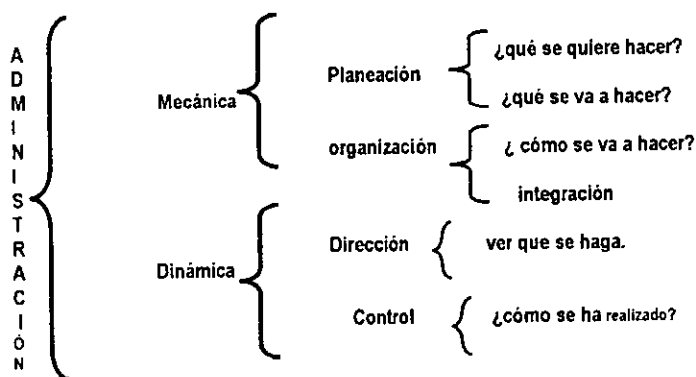 ADMINISTRACIÓN
Mecánica
Planeación
¿qué se quiere hacer?
¿qué se va a hacer?
organización
¿ cómo se va a hacer?
integración
Dinámica
Dirección
ver que se haga.
Control
¿cómo se ha realizado?